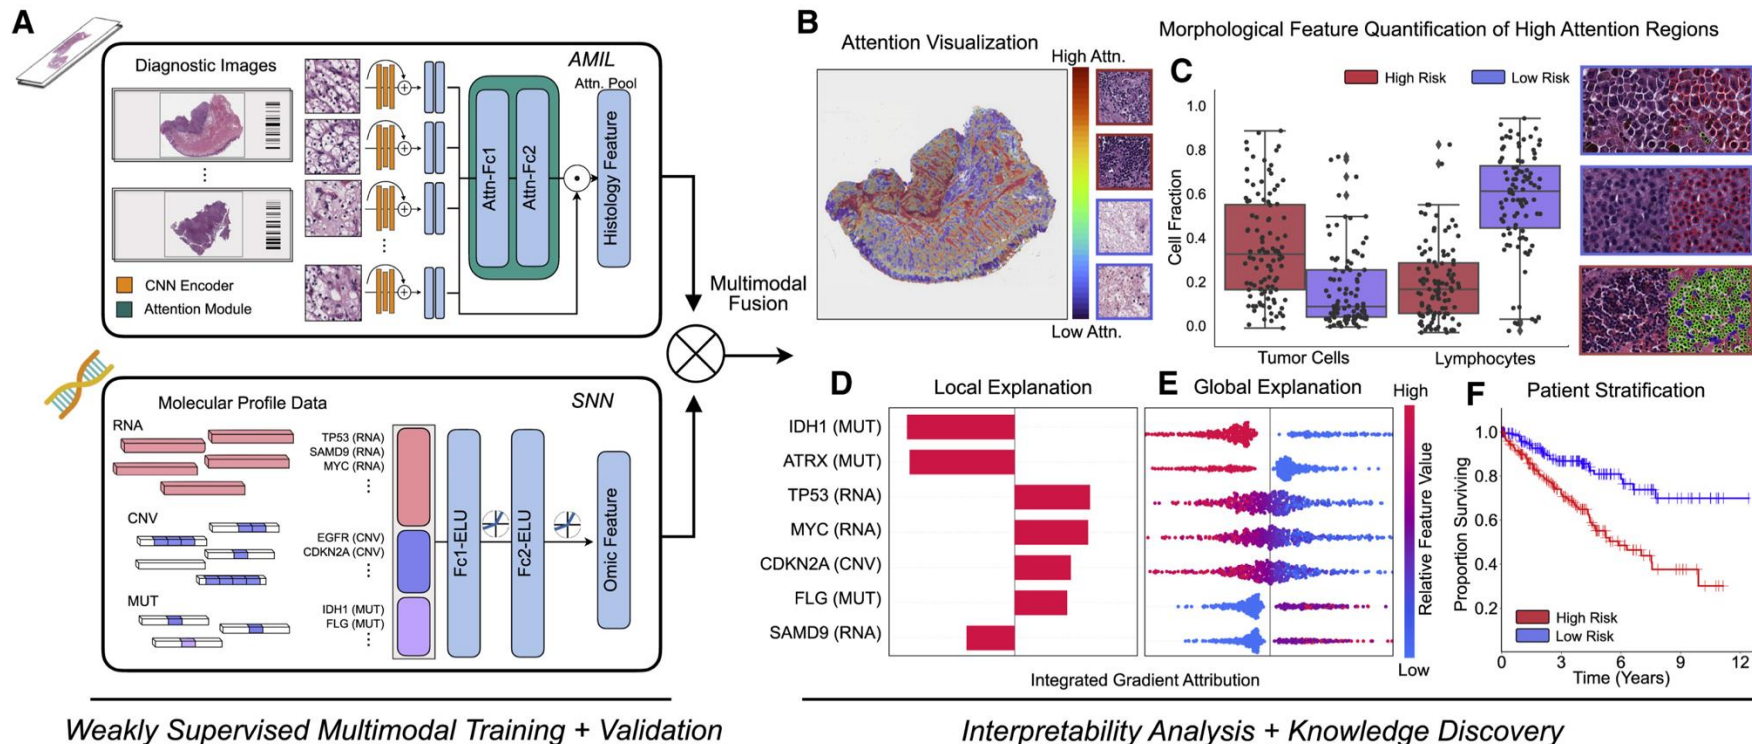 A
Diagnostic Images
AMIL
Attn. Pool
Attn-Fc1
Attn-Fc2
Histology Feature
CNN Encoder
Attention Module
Molecular Profile Data
SNN
RNA
TP53 (RNA)
SAMD9 (RNA)
MYC (RNA)
CNV
EGFR (CNV)
CDKN2A (CNV)
MUT
IDH1 (MUT)
FLG (MUT)
Fc1-ELU
Fc2-ELU
Omic Feature
Multimodal
Fusion
Weakly Supervised Multimodal Training + Validation
B
Attention Visualization
High Attn.
Low Attn.
Morphological Feature Quantification of High Attention Regions
C
High Risk
Low Risk
Cell Fraction
1.0
0.8
0.6
0.4
0.2
0.0
Tumor Cells
Lymphocytes
D
Local Explanation
IDH1 (MUT)
ATRX (MUT)
TP53 (RNA)
MYC (RNA)
CDKN2A (CNV)
FLG (MUT)
SAMD9 (RNA)
E
Global Explanation
High
Relative Feature Value
Low
Integrated Gradient Attribution
F
Patient Stratification
Proportion Surviving
1.0
0.8
0.6
0.4
0.2
High Risk
Low Risk
0
3
6
9
12
Time (Years)
Interpretability Analysis + Knowledge Discovery